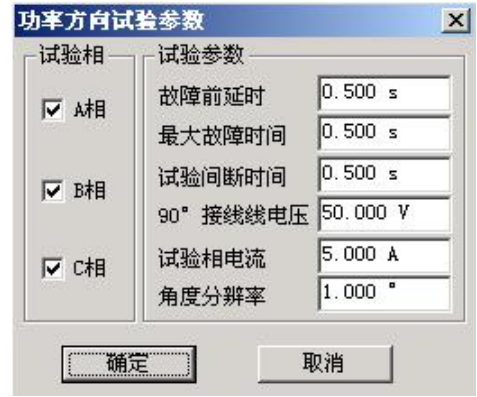 功率方向试验参数
试验相
试验参数
A相
B相
C相
故障前延时 0.500 s
最大故障时间 0.500 s
试验间断时间 0.500 s
90° 接线线电压 50.000 V
试验相电流 5.000 A
角度分辨率 1.000 °
确定
取消